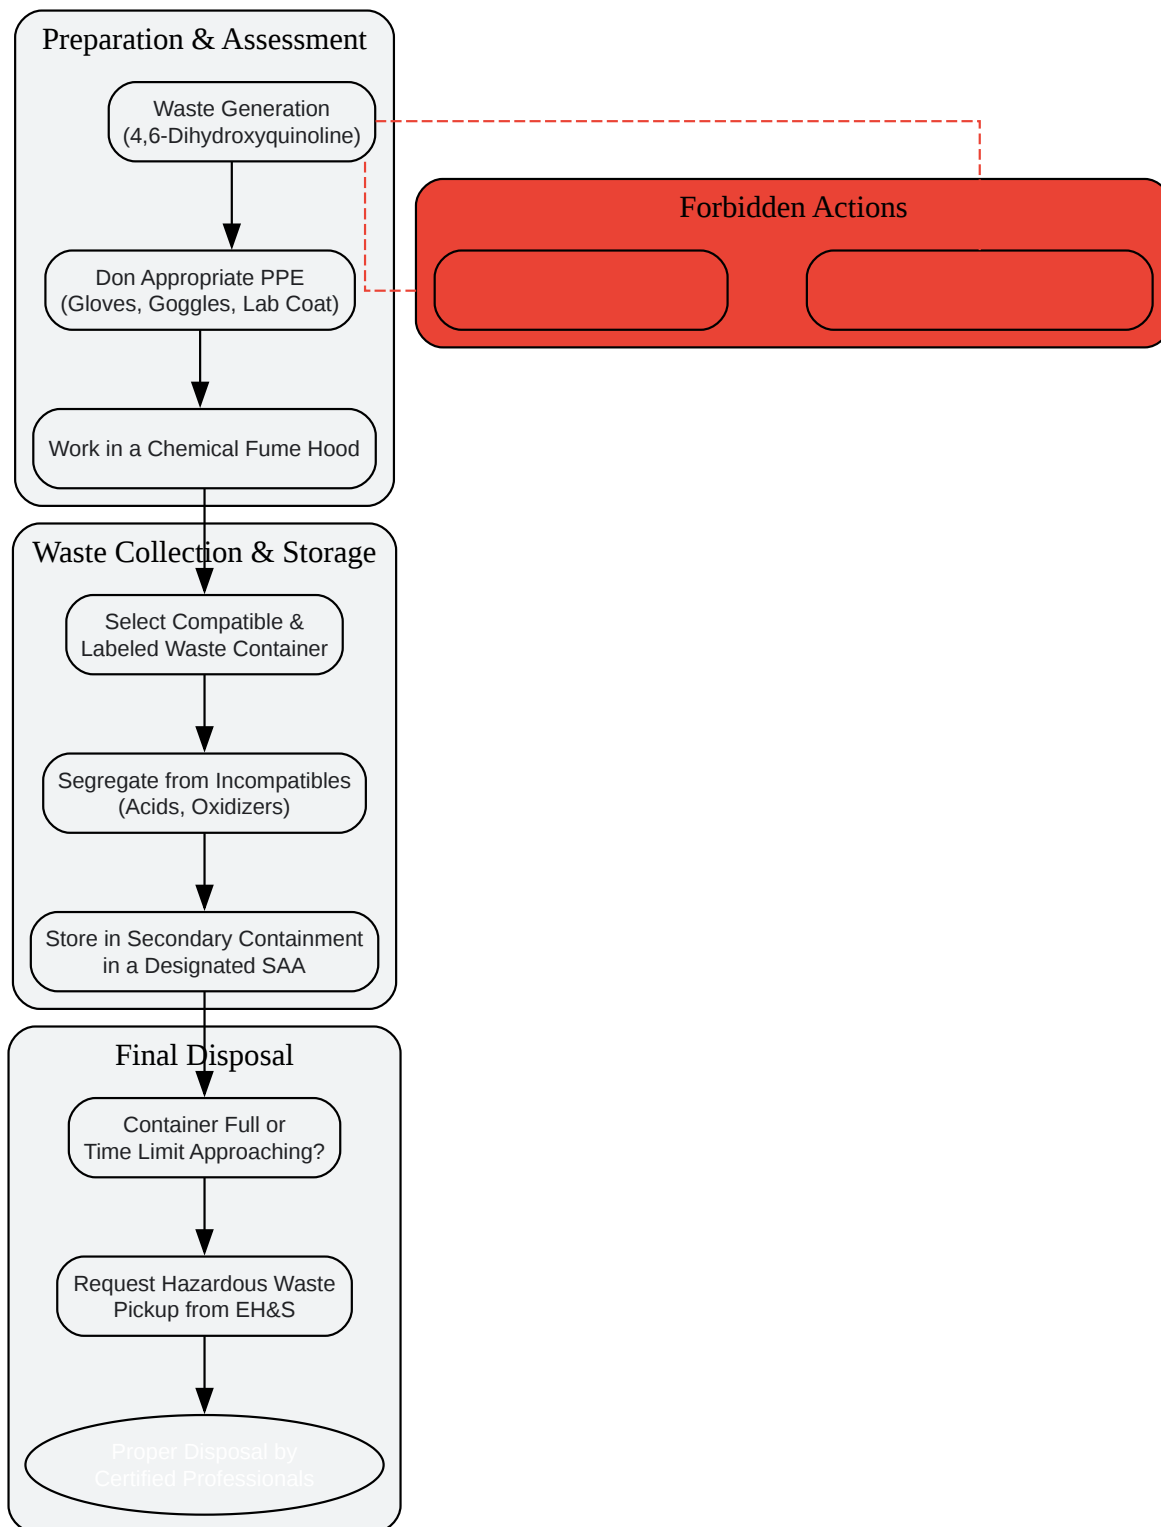 Preparation & Assessment
Waste Generation
(4,6-Dihydroxyquinoline)
Forbidden Actions
Don Appropriate PPE
(Gloves, Goggles, Lab Coat)
Work in a Chemical Fume Hood
Waste Collection & Storage
Select Compatible &
Labeled Waste Container
Segregate from Incompatibles
(Acids, Oxidizers)
Store in Secondary Containment
in a Designated SAA
Final Disposal
Container Full or
Time Limit Approaching?
Request Hazardous Waste
Pickup from EH&S
Proper Disposal by
Certified Professionals